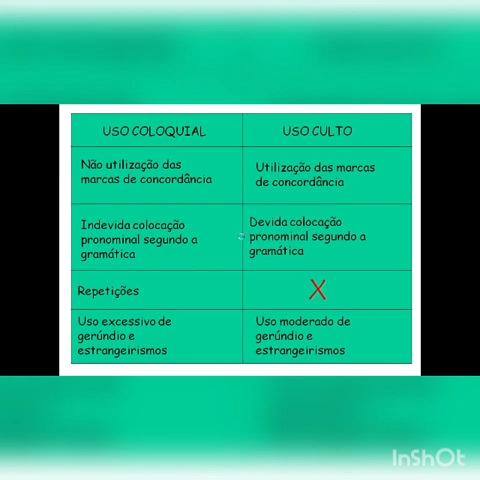 USO COLOQUIAL
USO CULTO
Não utilização das
marcas de concordância
Utilização das marcas
de concordância
Indevida colocação
pronominal segundo a
gramática
Devida colocação
pronominal segundo a
gramática
Repetições
X
Uso excessivo de
gerúndio e
estrangeirismos
Uso moderado de
gerúndio e
estrangeirismos
InShOt